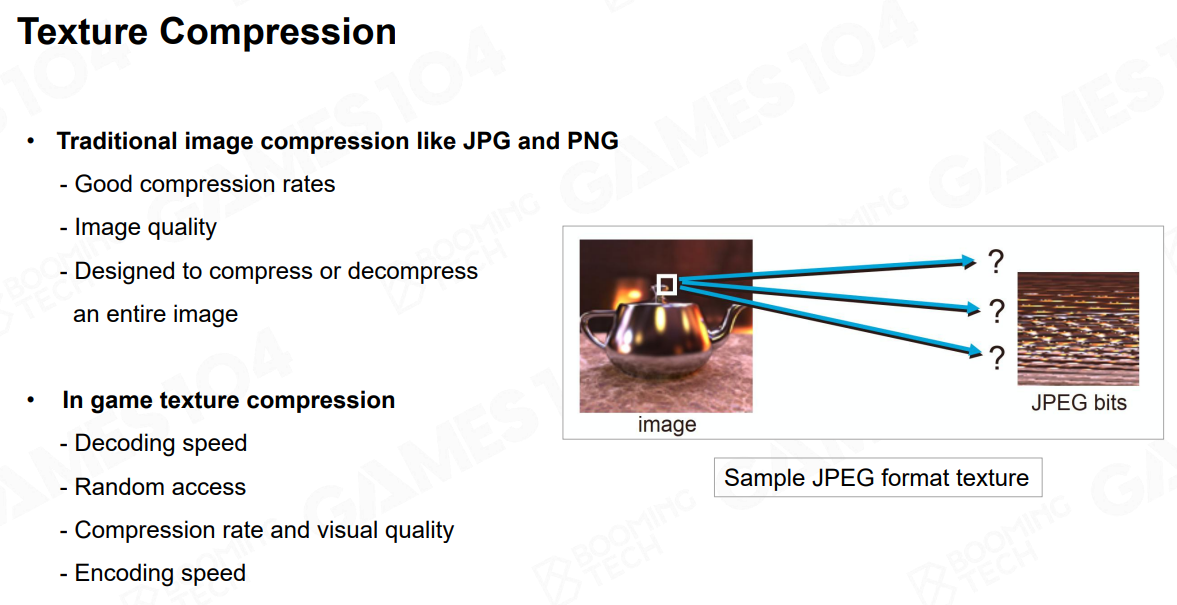 Texture Compression
• Traditional image compression like JPG and PNG
- Good compression rates
- Image quality
- Designed to compress or decompress
an entire image
• In game texture compression
- Decoding speed
- Random access
- Compression rate and visual quality
- Encoding speed
?
?
?
image
JPEG bits
Sample JPEG format texture
GAMES104
BOOMING
TECH